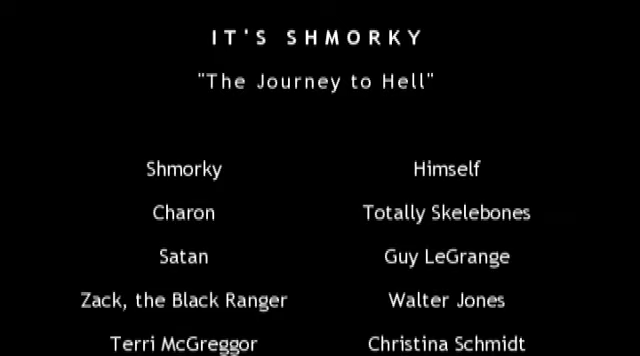 IT'S SHMORKY
"The Journey to Hell"
Shmorky Himself
Charon Totally Skelebones
Satan Guy LeGrange
Zack, the Black Ranger Walter Jones
Terri McGreggor Christina Schmidt